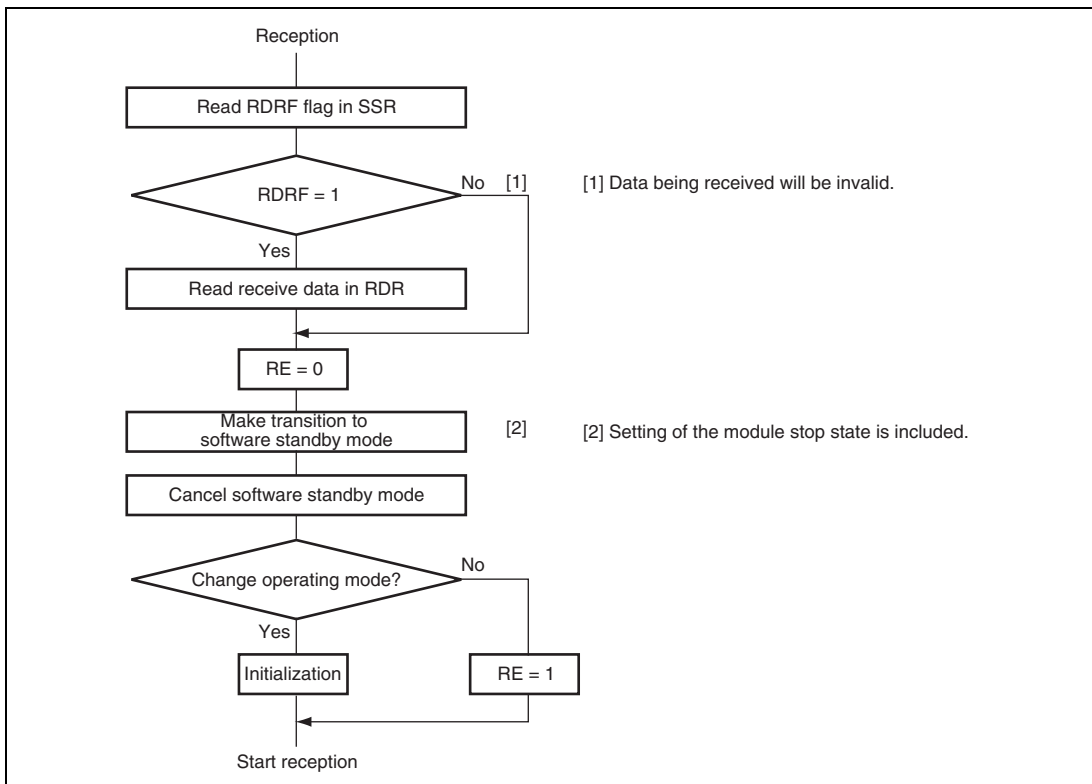 Reception
Read RDRF flag in SSR
No [1]
[1] Data being received will be invalid.
RDRF = 1
Yes
Read receive data in RDR
RE = 0
Make transition to
software standby mode
[2]
[2] Setting of the module stop state is included.
Cancel software standby mode
No
Change operating mode?
Yes
Initialization
RE = 1
Start reception